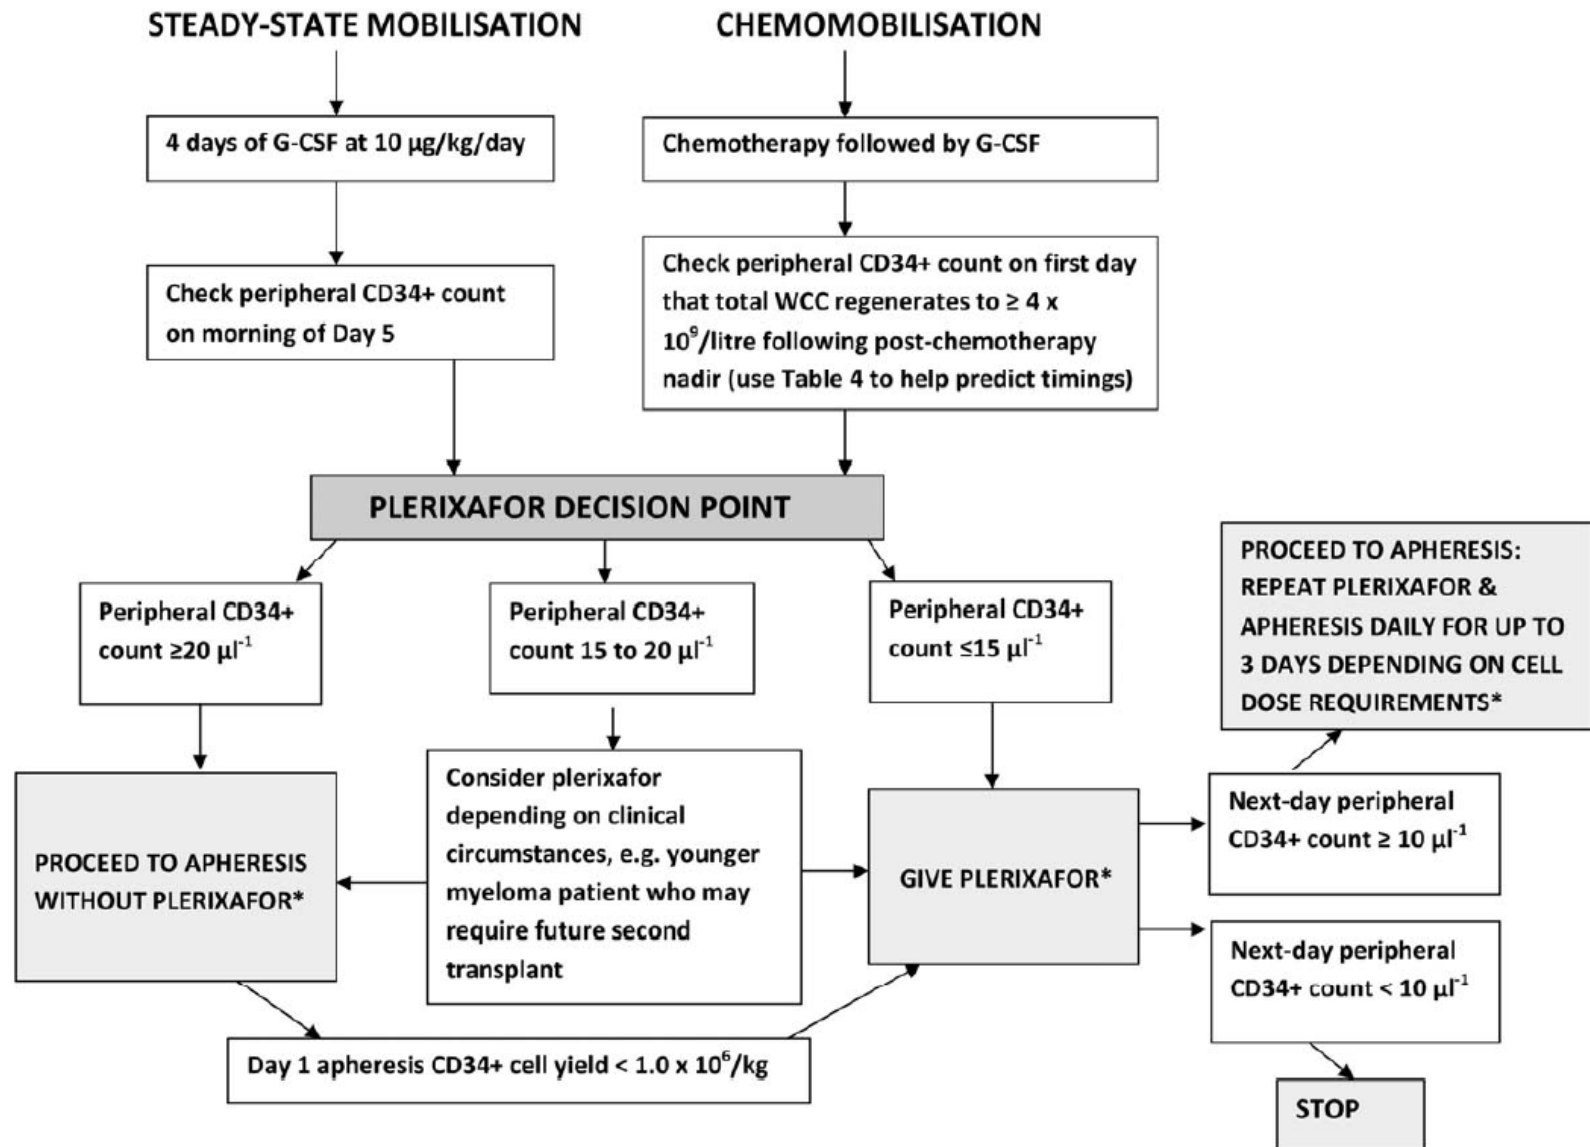 STEADY-STATE MOBILISATION
CHEMOMOBILISATION
4 days of G-CSF at 10 µg/kg/day
Chemotherapy followed by G-CSF
Check peripheral CD34+ count
on morning of Day 5
Check peripheral CD34+ count on first day
that total WCC regenerates to ≥ 4 x
10⁹/litre following post-chemotherapy
nadir (use Table 4 to help predict timings)
PLERIXAFOR DECISION POINT
Peripheral CD34+
count ≥20 µl⁻¹
Peripheral CD34+
count 15 to 20 µl⁻¹
Peripheral CD34+
count ≤15 µl⁻¹
PROCEED TO APHERESIS:
REPEAT PLERIXAFOR &
APHERESIS DAILY FOR UP TO
3 DAYS DEPENDING ON CELL
DOSE REQUIREMENTS*
PROCEED TO APHERESIS
WITHOUT PLERIXAFOR*
Consider plerixafor
depending on clinical
circumstances, e.g. younger
myeloma patient who may
require future second
transplant
GIVE PLERIXAFOR*
Next-day peripheral
CD34+ count ≥ 10 µl⁻¹
Next-day peripheral
CD34+ count < 10 µl⁻¹
Day 1 apheresis CD34+ cell yield < 1.0 x 10⁶/kg
STOP